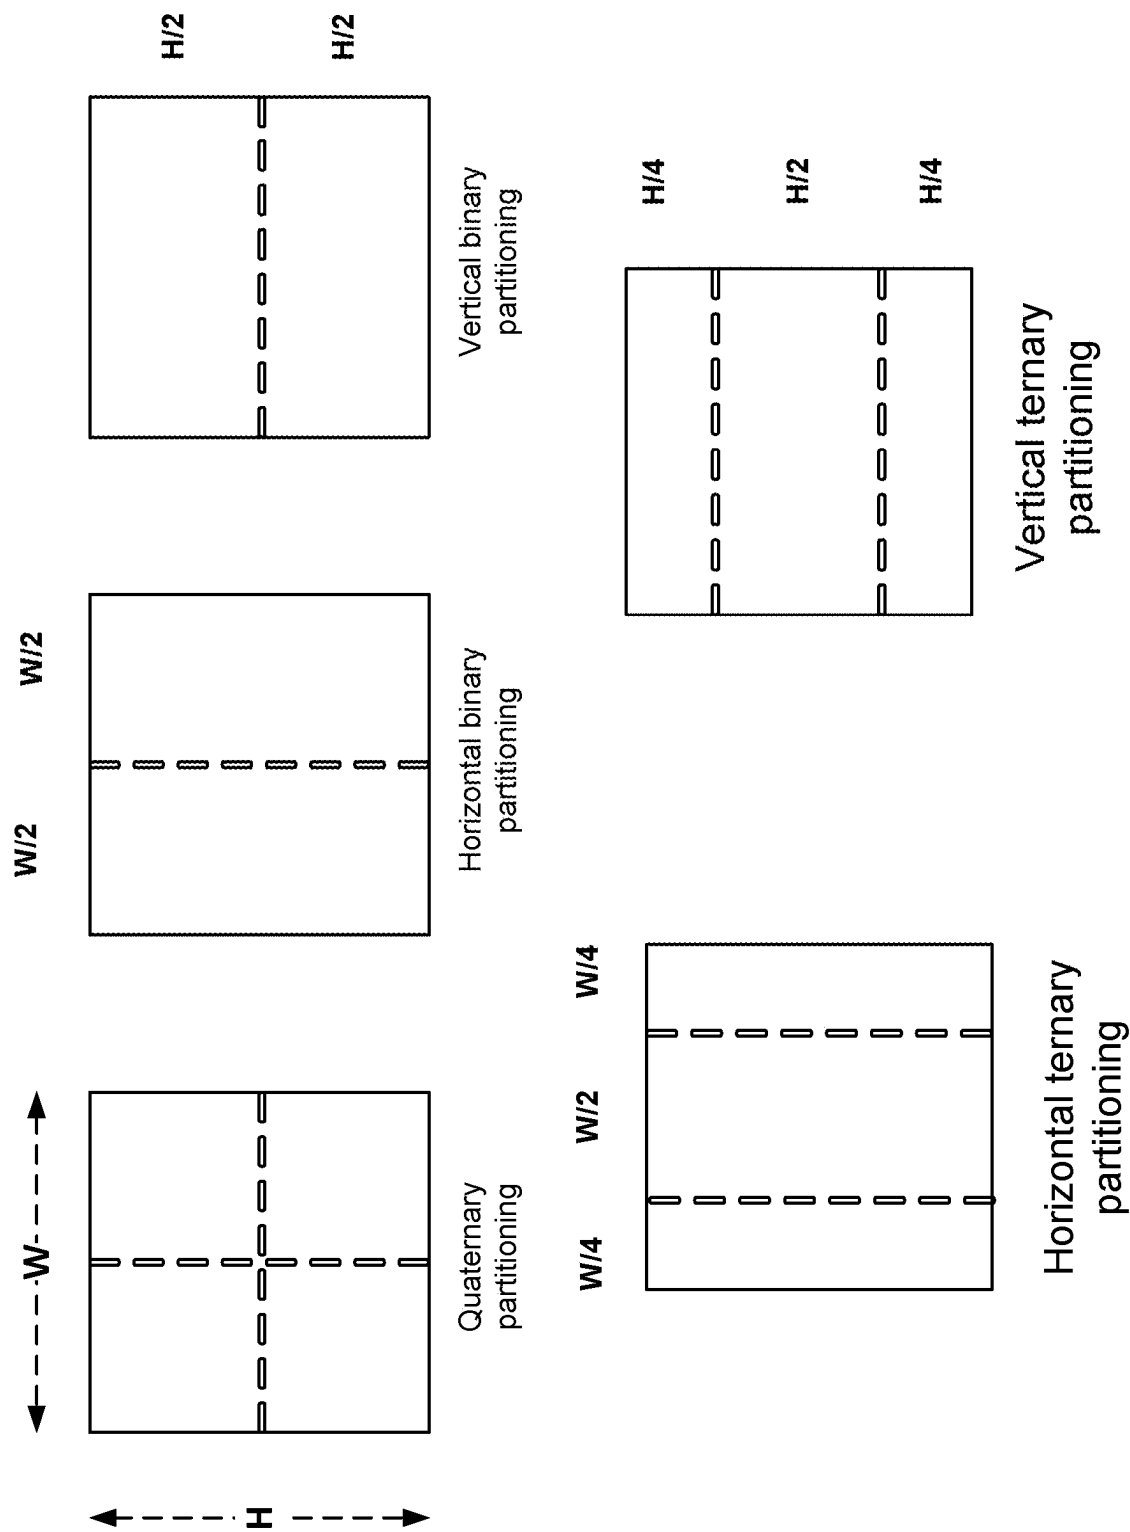 W
H
Quaternary
partitioning
W/2
W/2
Horizontal binary
partitioning
H/2
H/2
Vertical binary
partitioning
W/4
W/2
W/4
Horizontal ternary
partitioning
H/4
H/2
H/4
Vertical ternary
partitioning